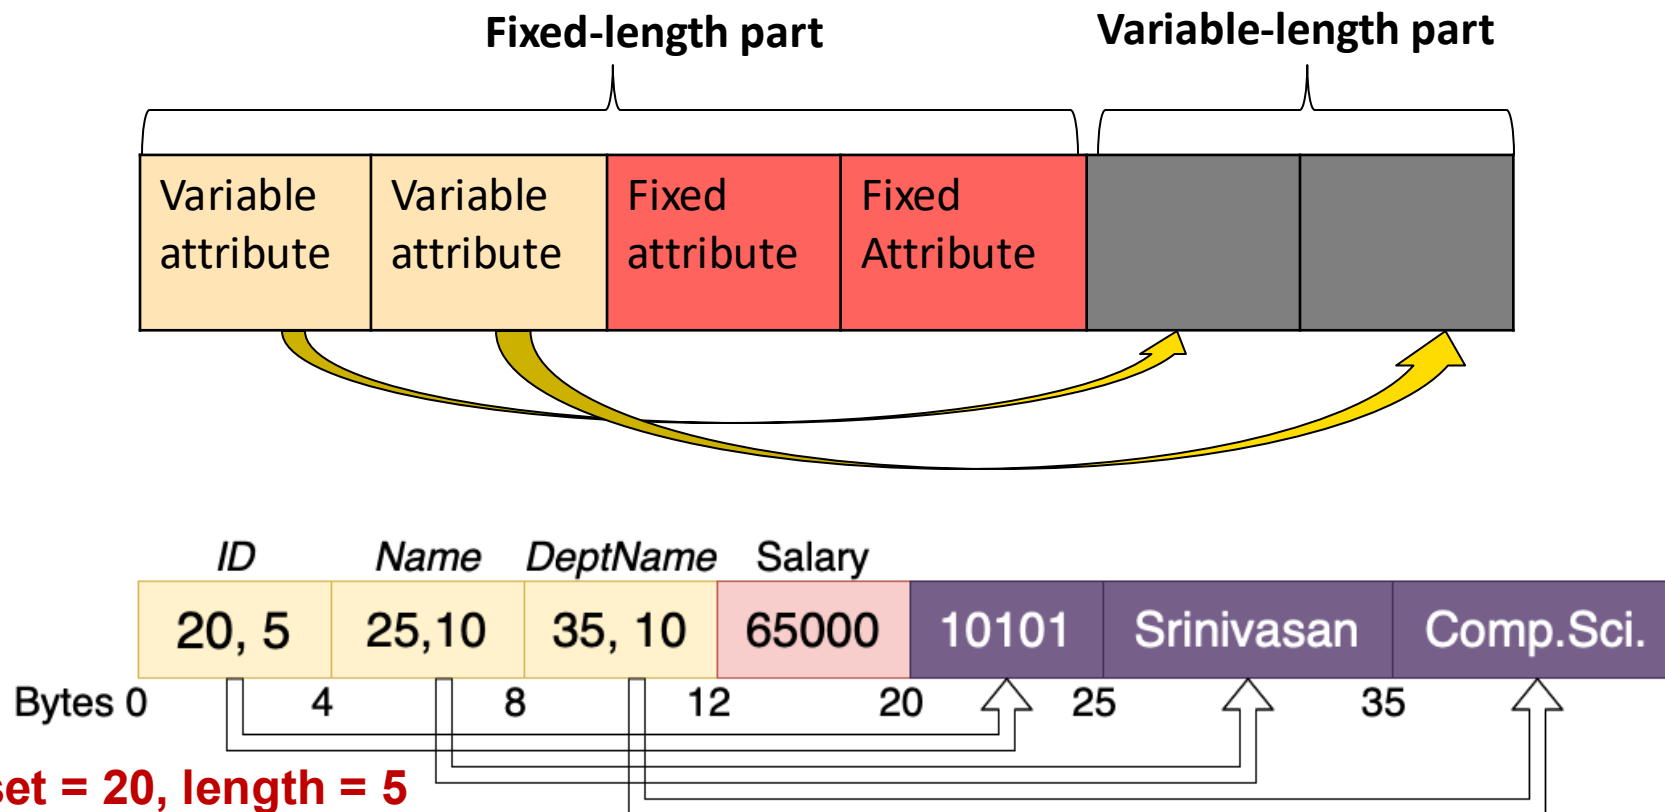 Fixed-length part Variable-length part
Variable attribute Variable attribute Fixed attribute Fixed Attribute
ID Name DeptName Salary
20, 5 25,10 35, 10 65000 10101 Srinivasan Comp.Sci.
Bytes 0 4 8 12 20 25 35
set = 20, length = 5